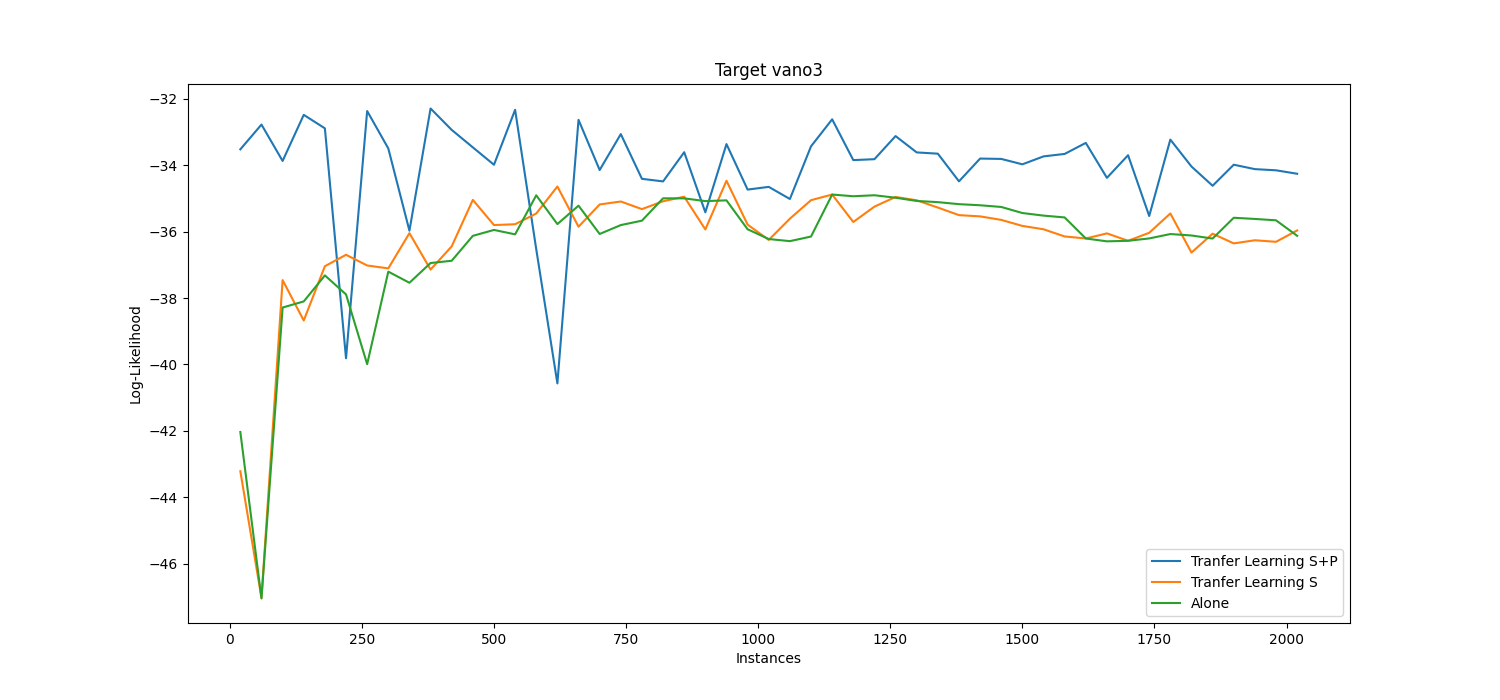 Target vano3
−32
−34
−36
−38
−40
−42
−44
−46
Log-Likelihood
0 250 500 750 1000 1250 1500 1750 2000
Instances
Tranfer Learning S+P
Tranfer Learning S
Alone